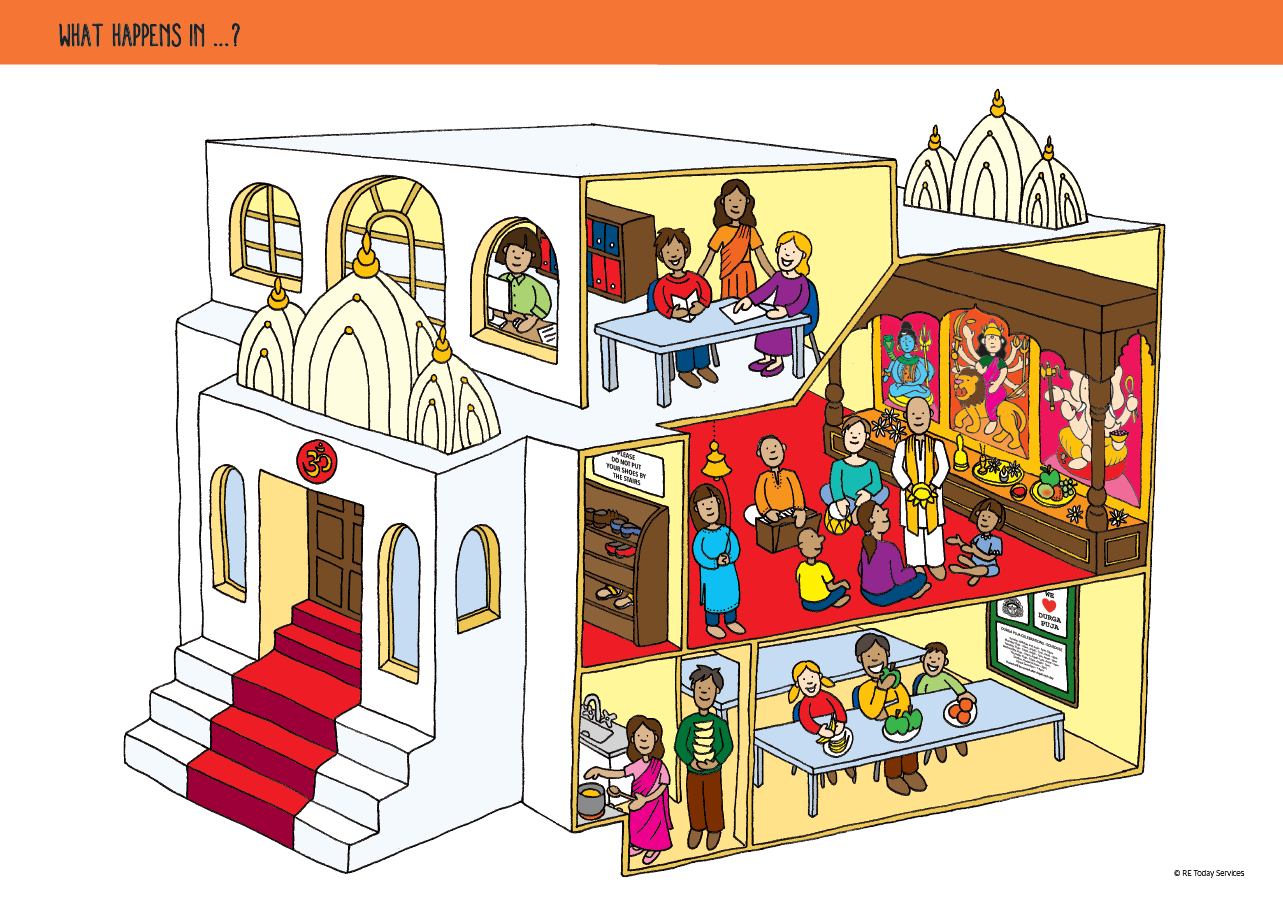 WHAT HAPPENS IN ...?
ॐ
PLEASE
DO NOT PUT
YOUR SHOES BY
THE STAIRS
WE
DURGA
PUJA
© RE Today Services